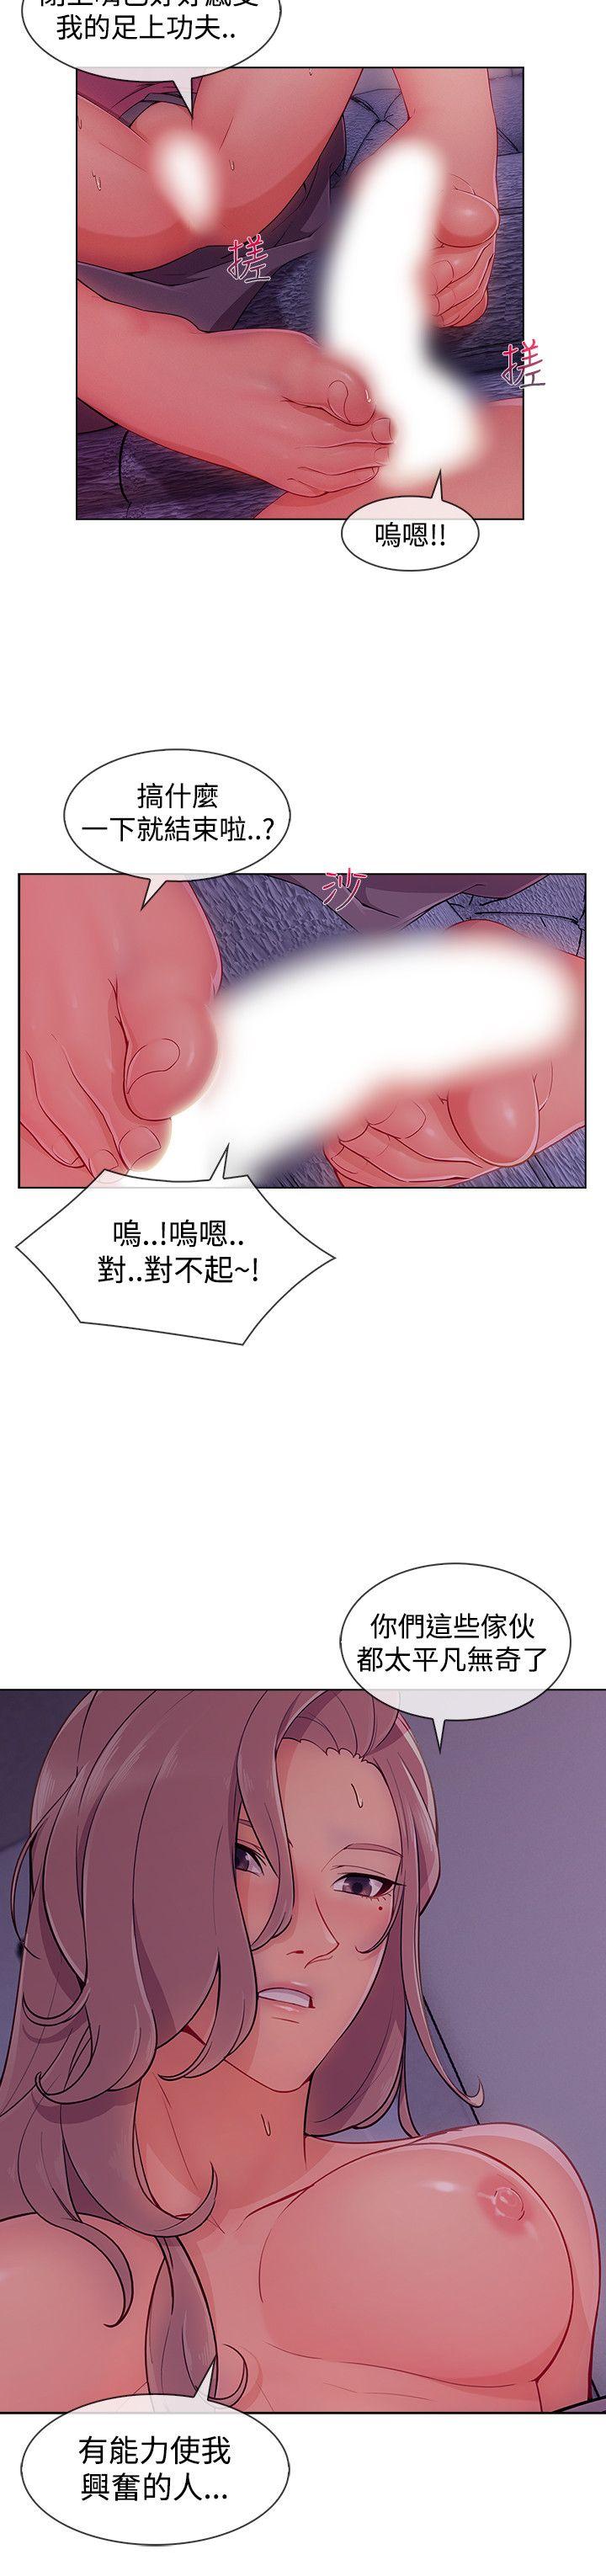 我的足上功夫..
搓
搓
嗚嗯!!
搞什麼
一下就結束啦..?
沙
嗚..!嗚嗯..
對..對不起~!
你們這些傢伙
都太平凡無奇了
有能力使我
興奮的人...